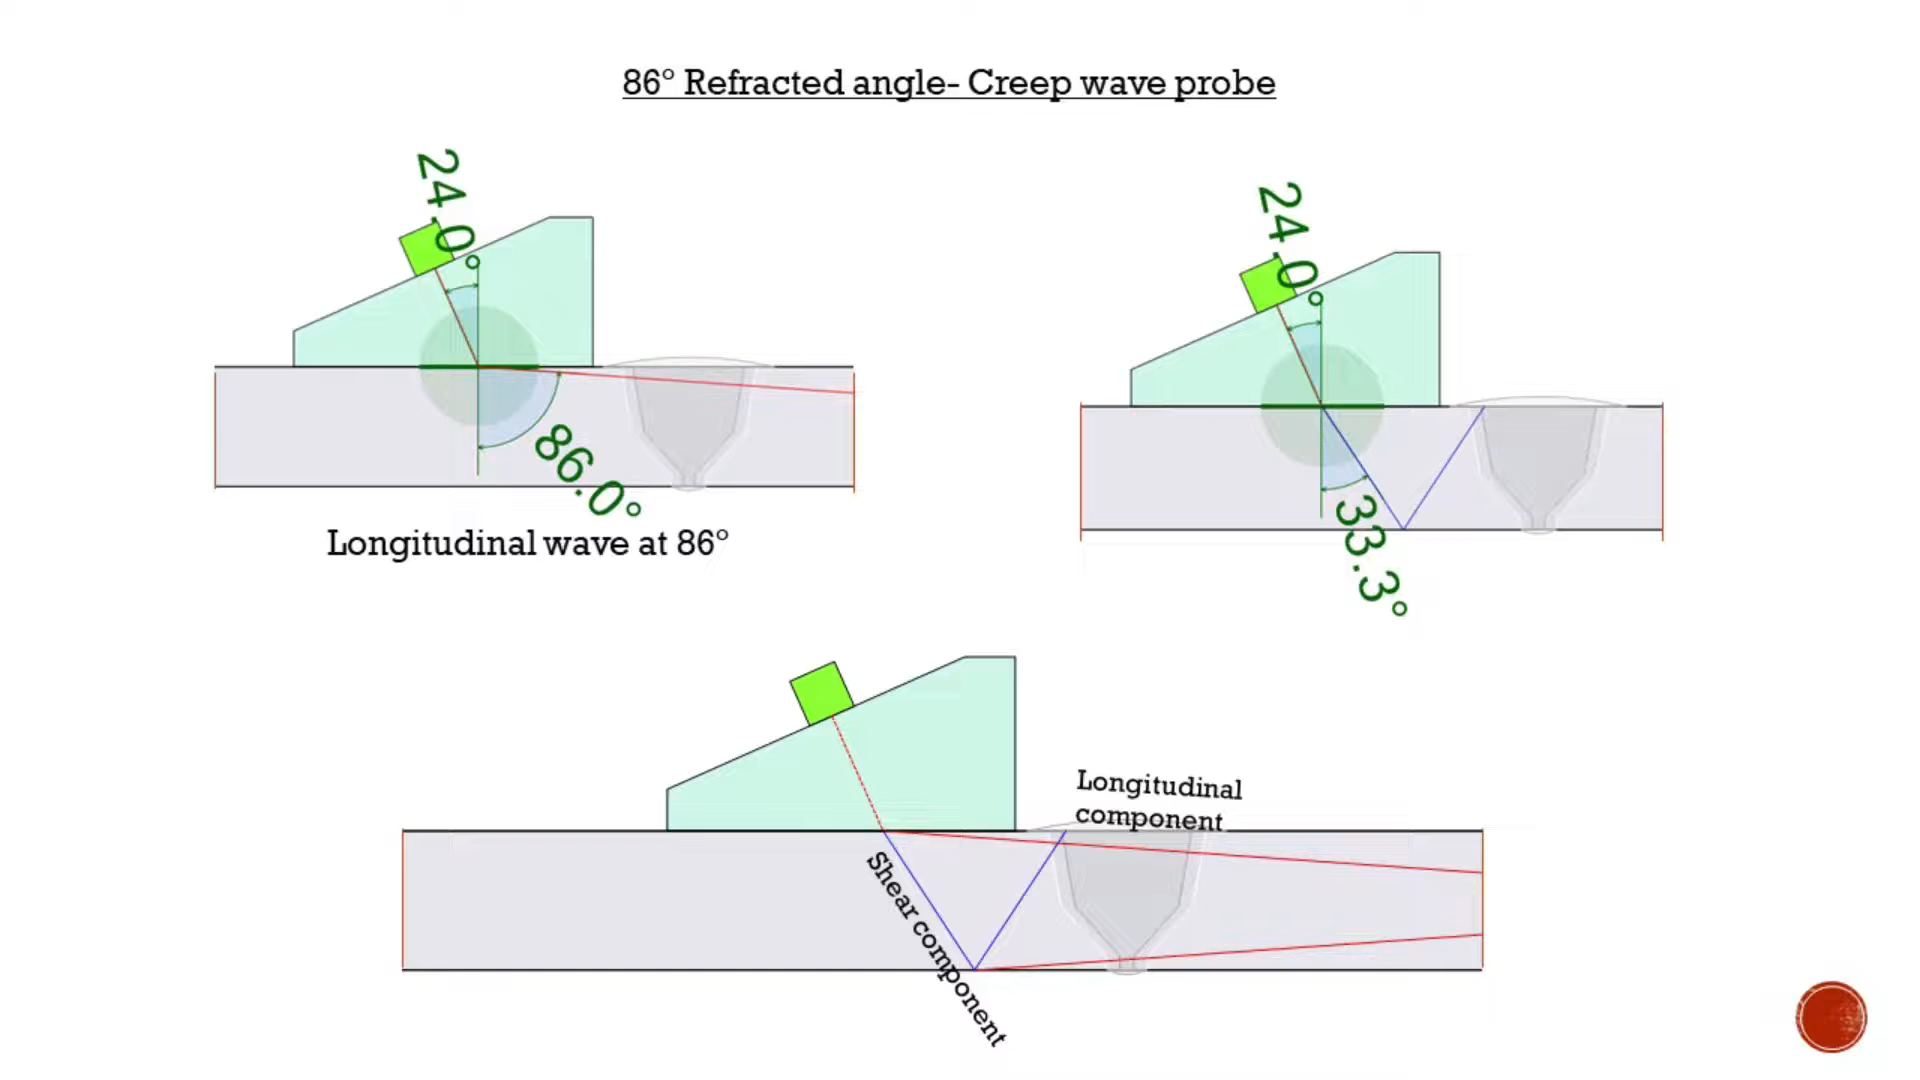 86° Refracted angle- Creep wave probe
24.0°
86.0°
Longitudinal wave at 86°
24.0°
33.3°
Longitudinal
component
Shear component